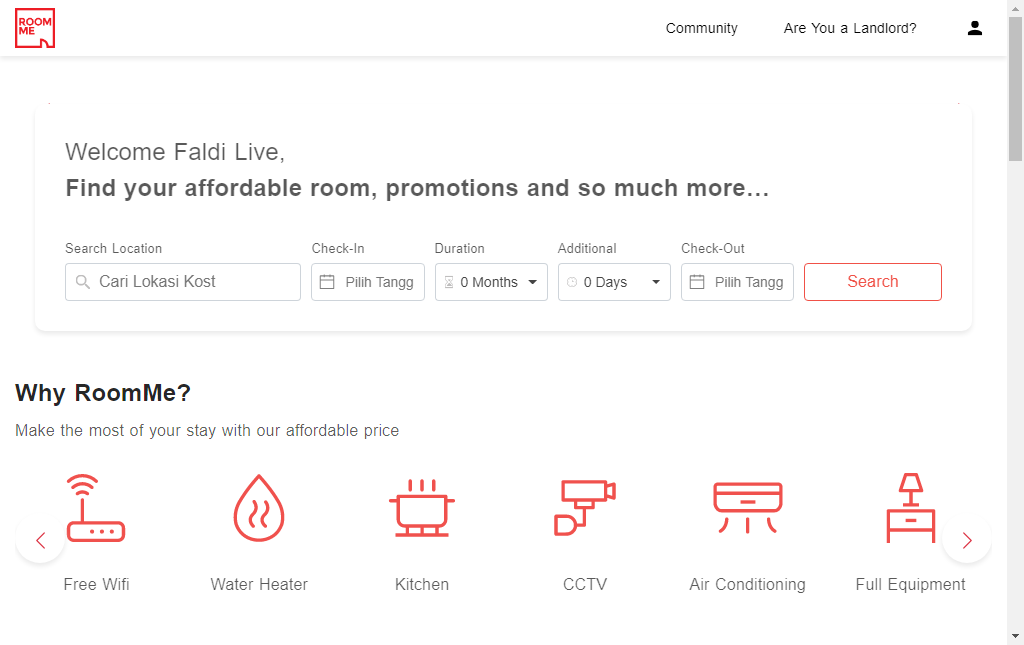 ROOM
ME
Community
Are You a Landlord?
Welcome Faldi Live,
Find your affordable room, promotions and so much more...
Search Location
Check-In
Duration
Additional
Check-Out
Cari Lokasi Kost
Pilih Tangg
0 Months
0 Days
Pilih Tangg
Search
Why RoomMe?
Make the most of your stay with our affordable price
Free Wifi
Water Heater
Kitchen
CCTV
Air Conditioning
Full Equipment